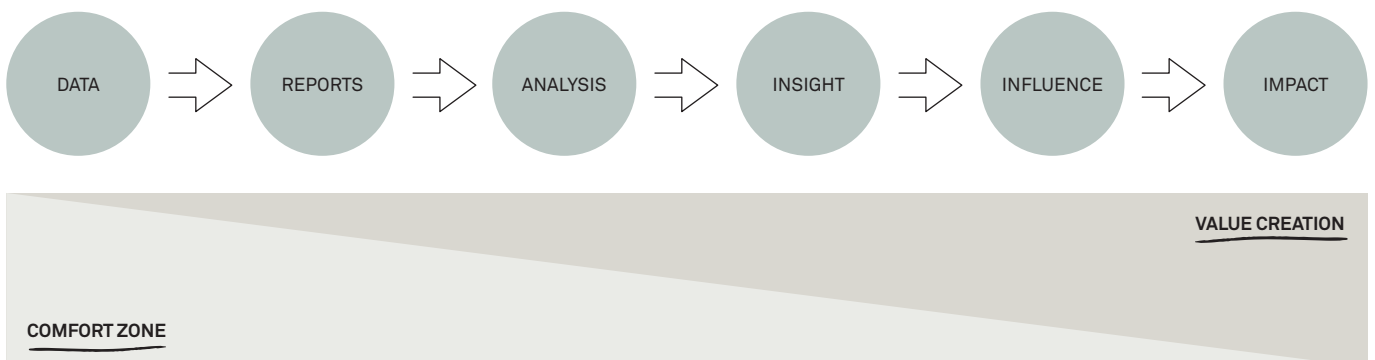 DATA
REPORTS
ANALYSIS
INSIGHT
INFLUENCE
IMPACT
VALUE CREATION
COMFORT ZONE